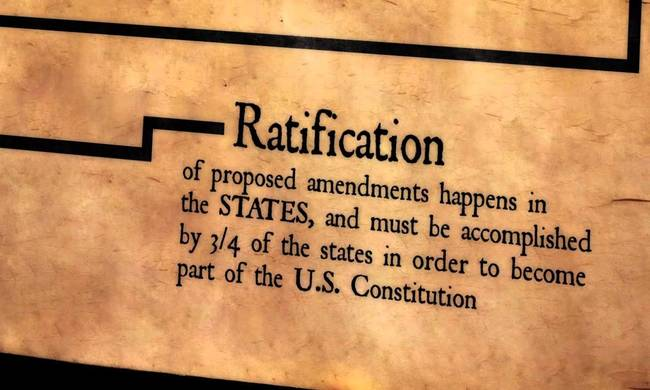 Ratification
of proposed amendments happens in
the STATES, and must be accomplished
by 3/4 of the states in order to become
part of the U.S. Constitution